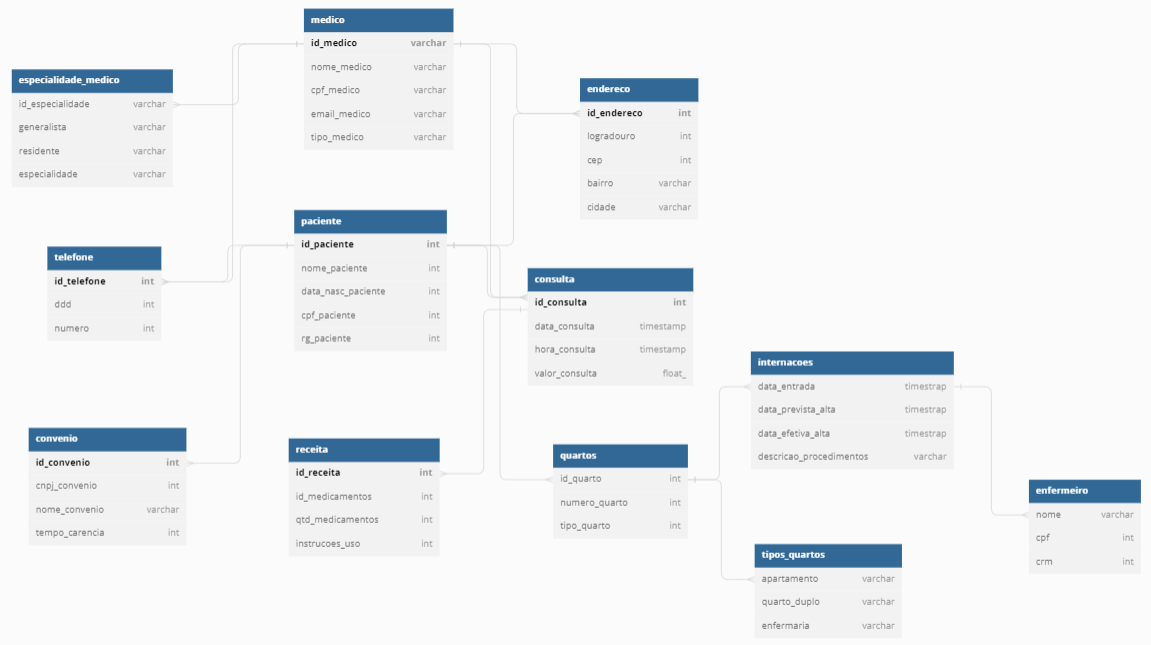 medico
id_medico varchar
nome_medico varchar
cpf_medico varchar
email_medico varchar
tipo_medico varchar
especialidade_medico
id_especialidade varchar
generalista varchar
residente varchar
especialidade varchar
endereco
id_endereco int
logradouro int
cep int
bairro varchar
cidade varchar
paciente
id_paciente int
nome_paciente int
data_nasc_paciente int
cpf_paciente int
rg_paciente int
telefone
id_telefone int
ddd int
numero int
consulta
id_consulta int
data_consulta timestamp
hora_consulta timestamp
valor_consulta float_
internacoes
data_entrada timestrap
data_prevista_alta timestrap
data_efetiva_alta timestrap
descricao_procedimentos varchar
convenio
id_convenio int
cnpj_convenio int
nome_convenio varchar
tempo_carencia int
receita
id_receita int
id_medicamentos int
qtd_medicamentos int
instrucoes_uso int
quartos
id_quarto int
numero_quarto int
tipo_quarto int
enfermeiro
nome varchar
cpf int
crm int
tipos_quartos
apartamento varchar
quarto_duplo varchar
enfermaria varchar